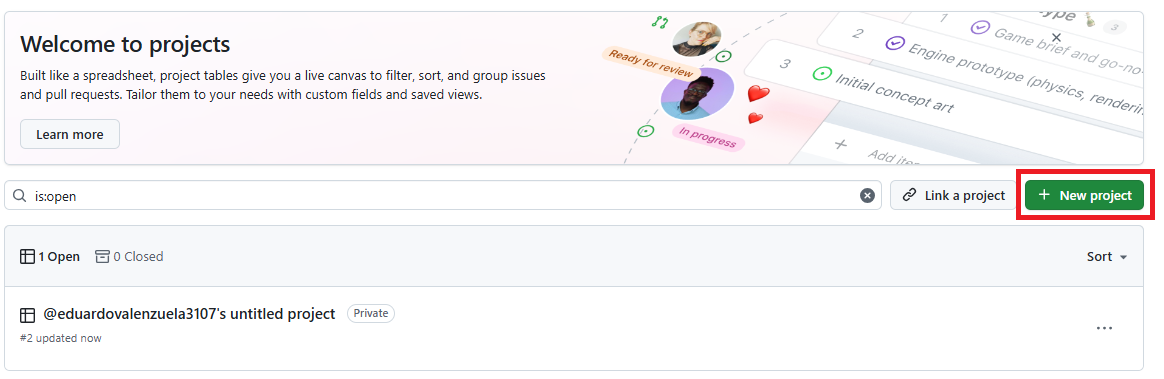 Welcome to projects
Built like a spreadsheet, project tables give you a live canvas to filter, sort, and group issues
and pull requests. Tailor them to your needs with custom fields and saved views.
Learn more
Ready for review
In progress
1 Game brief and go-no-
2 Engine prototype (physics, renderin
3 Initial concept art
+ Add
3
is:open
Link a project
New project
1 Open
0 Closed
Sort
@eduardovalenzuela3107's untitled project
Private
#2 updated now